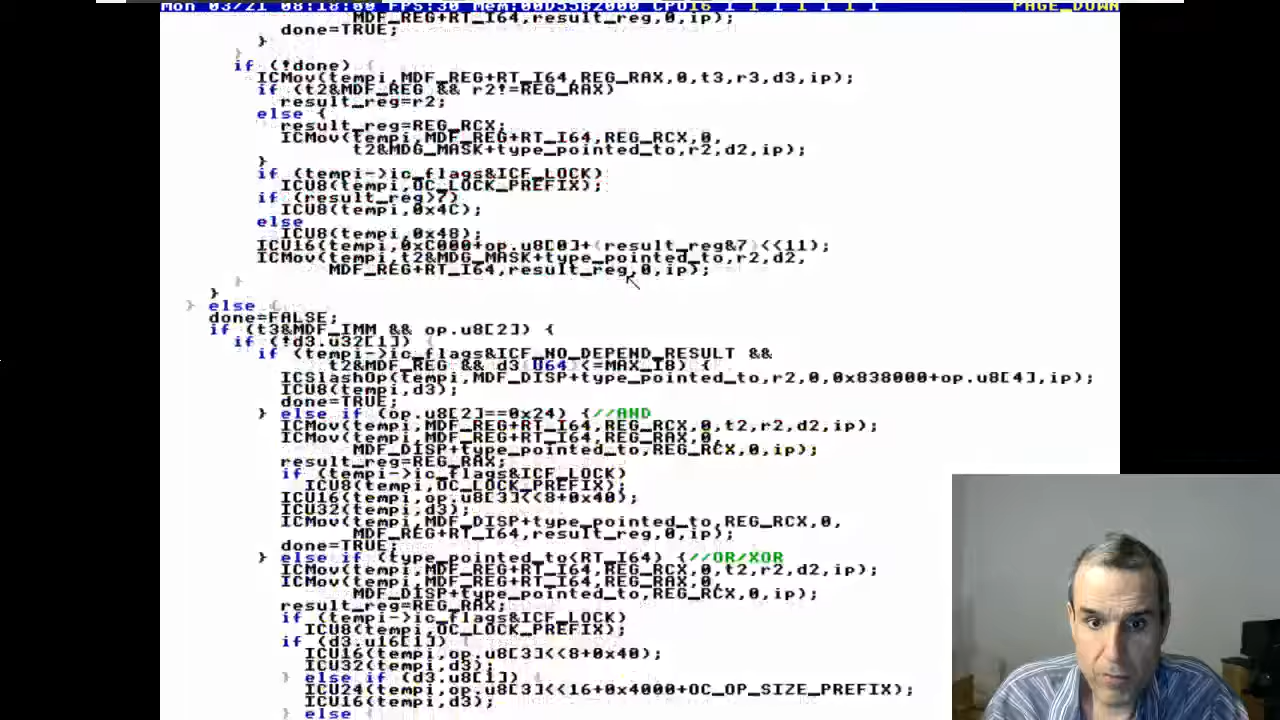 Mon 03/21 08:18:00 FPS:30 Mem:00D55B2000 CPU16 1 1 1 1 1 1 PAGE_DOWN
MDF_REG+RT_I64,result_reg,0,ip);
done=TRUE;
}
}
if (!done) {
ICMov(tempi,MDF_REG+RT_I64,REG_RAX,0,t3,r3,d3,ip);
if (t2&MDF_REG && r2!=REG_RAX)
result_reg=r2;
else {
result_reg=REG_RCX;
ICMov(tempi,MDF_REG+RT_I64,REG_RCX,0,
t2&MDG_MASK+type_pointed_to,r2,d2,ip);
}
if (tempi->ic_flags&ICF_LOCK)
ICU8(tempi,OC_LOCK_PREFIX);
if (result_reg>7)
ICU8(tempi,0x4C);
else
ICU8(tempi,0x48);
ICU16(tempi,0xC000+op.u8[0]+(result_reg&7)<<11);
ICMov(tempi,t2&MDG_MASK+type_pointed_to,r2,d2,
MDF_REG+RT_I64,result_reg,0,ip);
}
}
} else {
done=FALSE;
if (t3&MDF_IMM && op.u8[2]) {
if (!d3.u32[1]) {
if (tempi->ic_flags&ICF_NO_DEPEND_RESULT &&
t2&MDF_REG && d3(U64)<=MAX_I8) {
ICSlashOp(tempi,MDF_DISP+type_pointed_to,r2,0,0x838000+op.u8[4],ip);
ICU8(tempi,d3);
done=TRUE;
} else if (op.u8[2]==0x24) {//AND
ICMov(tempi,MDF_REG+RT_I64,REG_RCX,0,t2,r2,d2,ip);
ICMov(tempi,MDF_REG+RT_I64,REG_RAX,0,
MDF_DISP+type_pointed_to,REG_RCX,0,ip);
result_reg=REG_RAX;
if (tempi->ic_flags&ICF_LOCK)
ICU8(tempi,OC_LOCK_PREFIX);
ICU16(tempi,op.u8[3]<<8+0x40);
ICU32(tempi,d3);
ICMov(tempi,MDF_DISP+type_pointed_to,REG_RCX,0,
MDF_REG+RT_I64,result_reg,0,ip);
done=TRUE;
} else if (type_pointed_to<RT_I64) {//OR/XOR
ICMov(tempi,MDF_REG+RT_I64,REG_RCX,0,t2,r2,d2,ip);
ICMov(tempi,MDF_REG+RT_I64,REG_RAX,0,
MDF_DISP+type_pointed_to,REG_RCX,0,ip);
result_reg=REG_RAX;
if (tempi->ic_flags&ICF_LOCK)
ICU8(tempi,OC_LOCK_PREFIX);
if (d3.u16[1]) {
ICU16(tempi,op.u8[3]<<8+0x40);
ICU32(tempi,d3);
} else if (d3.u8[1]) {
ICU24(tempi,op.u8[3]<<16+0x4000+OC_OP_SIZE_PREFIX);
ICU16(tempi,d3);
} else {